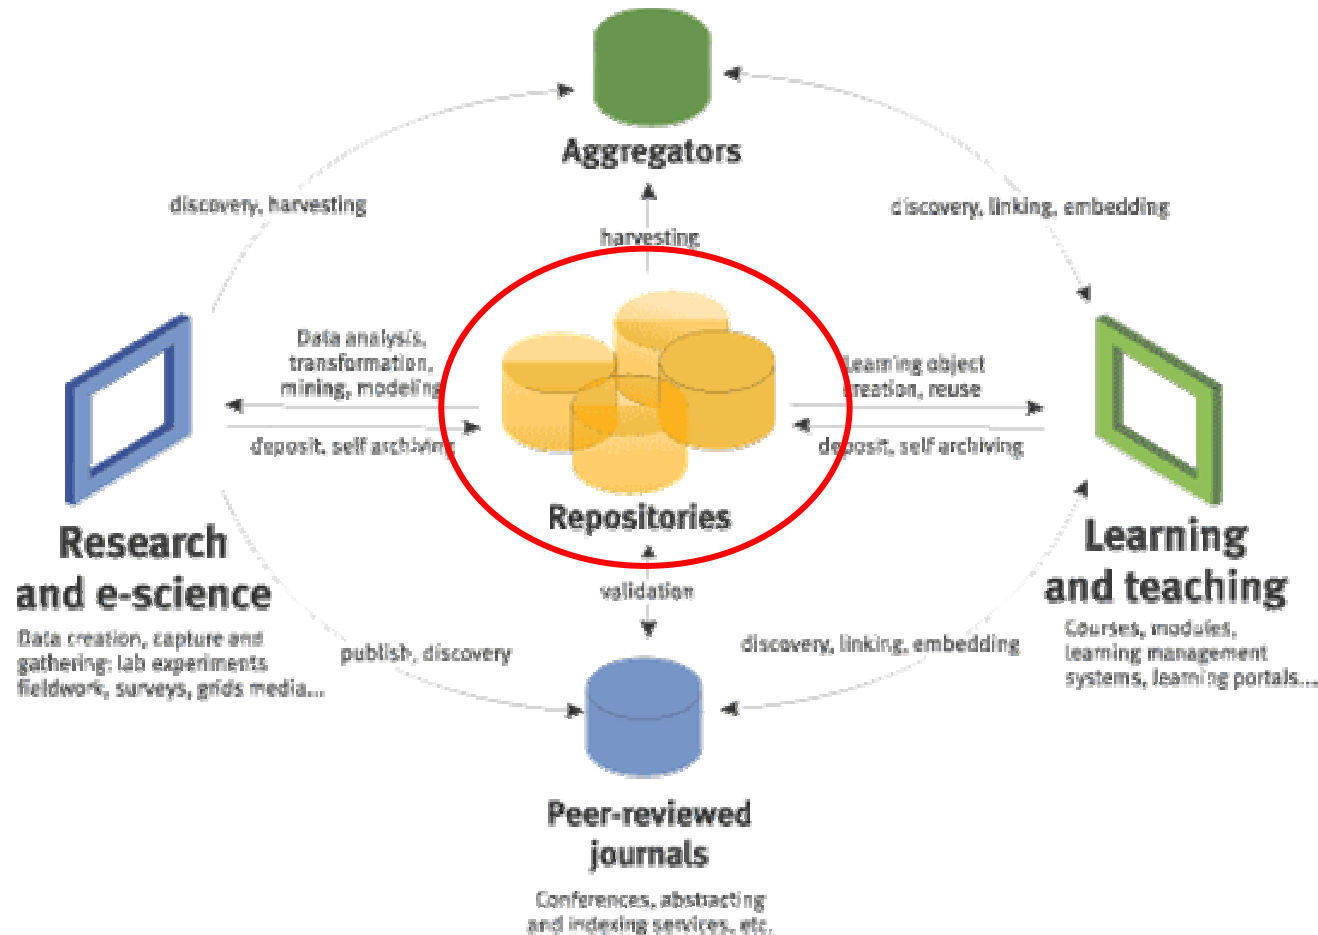 Aggregators
discovery, harvesting
discovery, linking, embedding
harvesting
Data analysis,
transformation,
mining, modeling
Learning object
creation, reuse
deposit, self archiving
deposit, self archiving
Repositories
Research
and e-science
Data creation, capture and
gathering: lab experiments
fieldwork, surveys, grids media...
Learning
and teaching
Courses, modules,
learning management
systems, learning portals...
validation
publish, discovery
discovery, linking, embedding
Peer-reviewed
journals
Conferences, abstracting
and indexing services, etc.